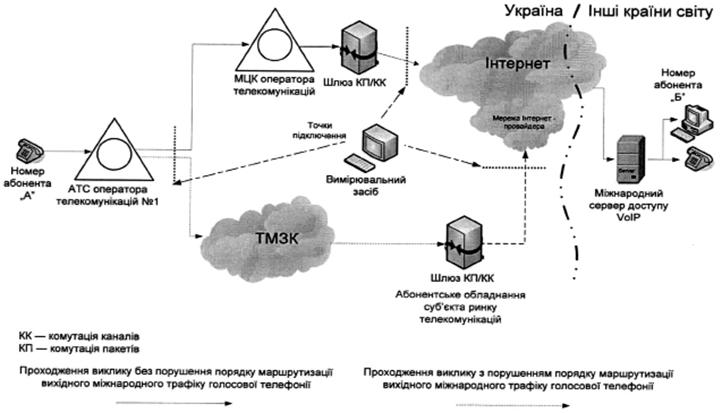 Україна / Інші країни світу
МЦК оператора
телекомунікацій
Шлюз КП/КК
Інтернет
Мережа Інтернет -
провайдера
Номер
абонента
„Б"
Точки
підключення
Номер
абонента
„А"
АТС оператора
телекомунікацій №1
Вимірювальний
засіб
Server
Міжнародний
сервер доступу
VoIP
ТМЗК
Шлюз КП/КК
Абонентське обладнання
суб'єкта ринку
телекомунікацій
КК — комутація каналів
КП — комутація пакетів
Проходження виклику без порушення порядку маршрутизації
вихідного міжнародного трафіку голосової телефонії
Проходження виклику з порушенням порядку маршрутизації
вихідного міжнародного трафіку голосової телефонії